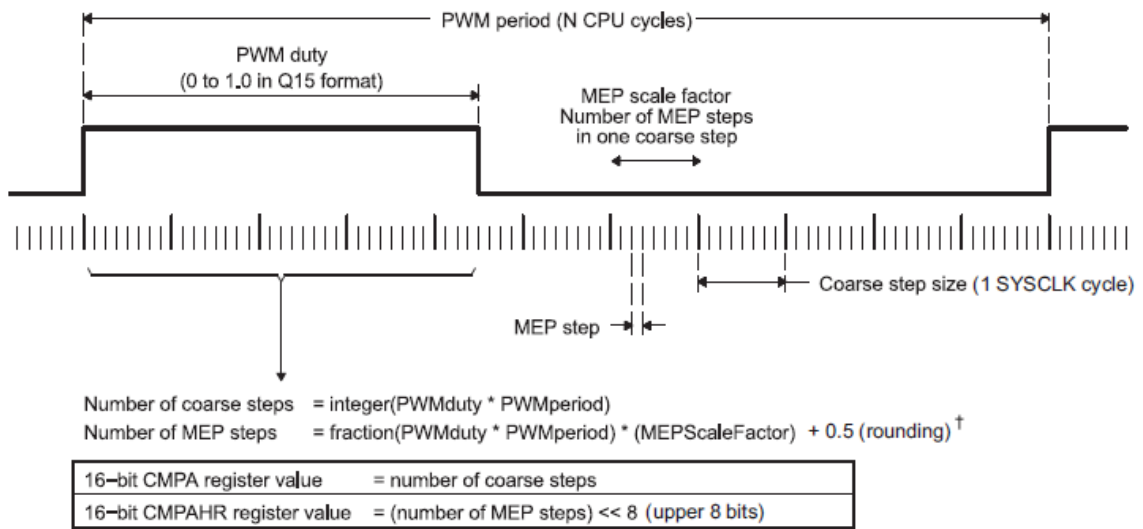 PWM period (N CPU cycles)
PWM duty
(0 to 1.0 in Q15 format)
MEP scale factor
Number of MEP steps
in one coarse step
Coarse step size (1 SYSCLK cycle)
MEP step
Number of coarse steps = integer(PWMduty * PWMperiod)
Number of MEP steps = fraction(PWMduty * PWMperiod) * (MEPScaleFactor) + 0.5 (rounding) †
16−bit CMPA register value = number of coarse steps
16−bit CMPAHR register value = (number of MEP steps) << 8 (upper 8 bits)